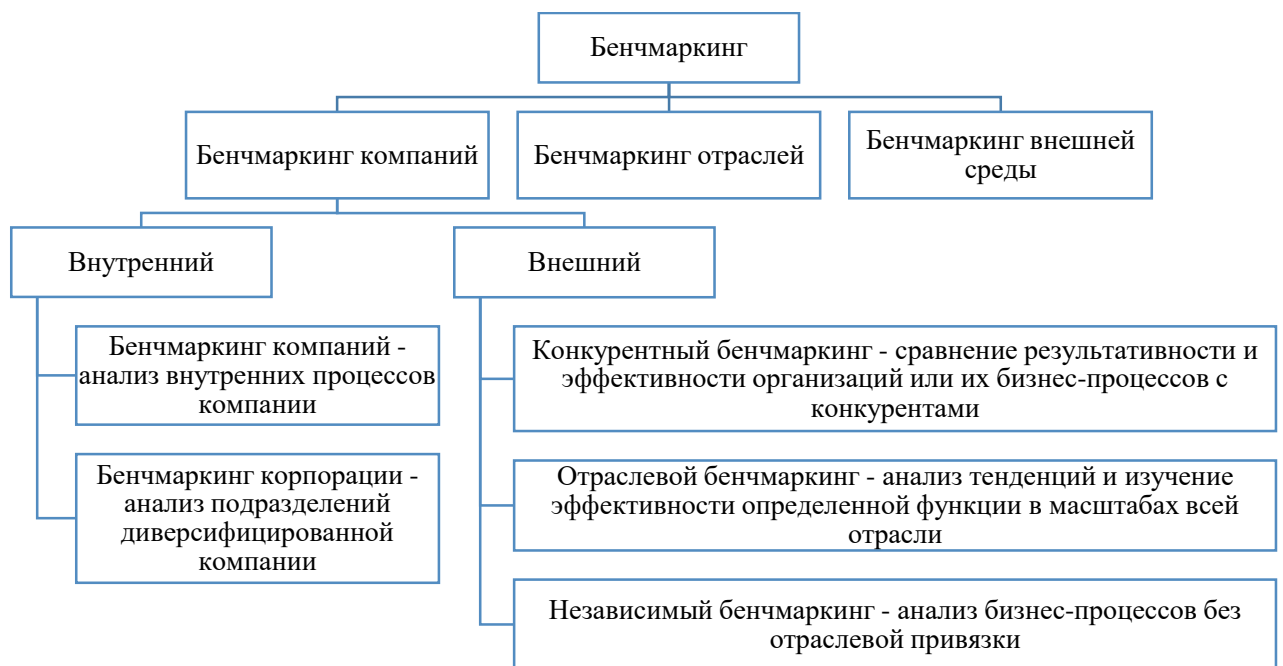 Бенчмаркинг
Бенчмаркинг компаний
Бенчмаркинг отраслей
Бенчмаркинг внешней
среды
Внутренний
Внешний
Бенчмаркинг компаний -
анализ внутренних процессов
компании
Бенчмаркинг корпорации -
анализ подразделений
диверсифицированной
компании
Конкурентный бенчмаркинг - сравнение результативности и
эффективности организаций или их бизнес-процессов с
конкурентами
Отраслевой бенчмаркинг - анализ тенденций и изучение
эффективности определенной функции в масштабах всей
отрасли
Независимый бенчмаркинг - анализ бизнес-процессов без
отраслевой привязки